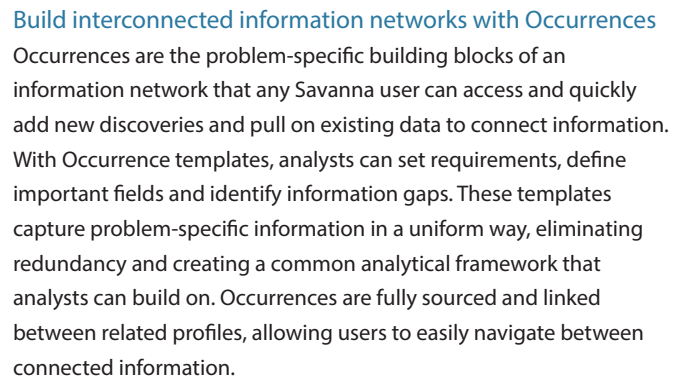 Build interconnected information networks with Occurrences
Occurrences are the problem-specific building blocks of an
information network that any Savanna user can access and quickly
add new discoveries and pull on existing data to connect information.
With Occurrence templates, analysts can set requirements, define
important fields and identify information gaps. These templates
capture problem-specific information in a uniform way, eliminating
redundancy and creating a common analytical framework that
analysts can build on. Occurrences are fully sourced and linked
between related profiles, allowing users to easily navigate between
connected information.